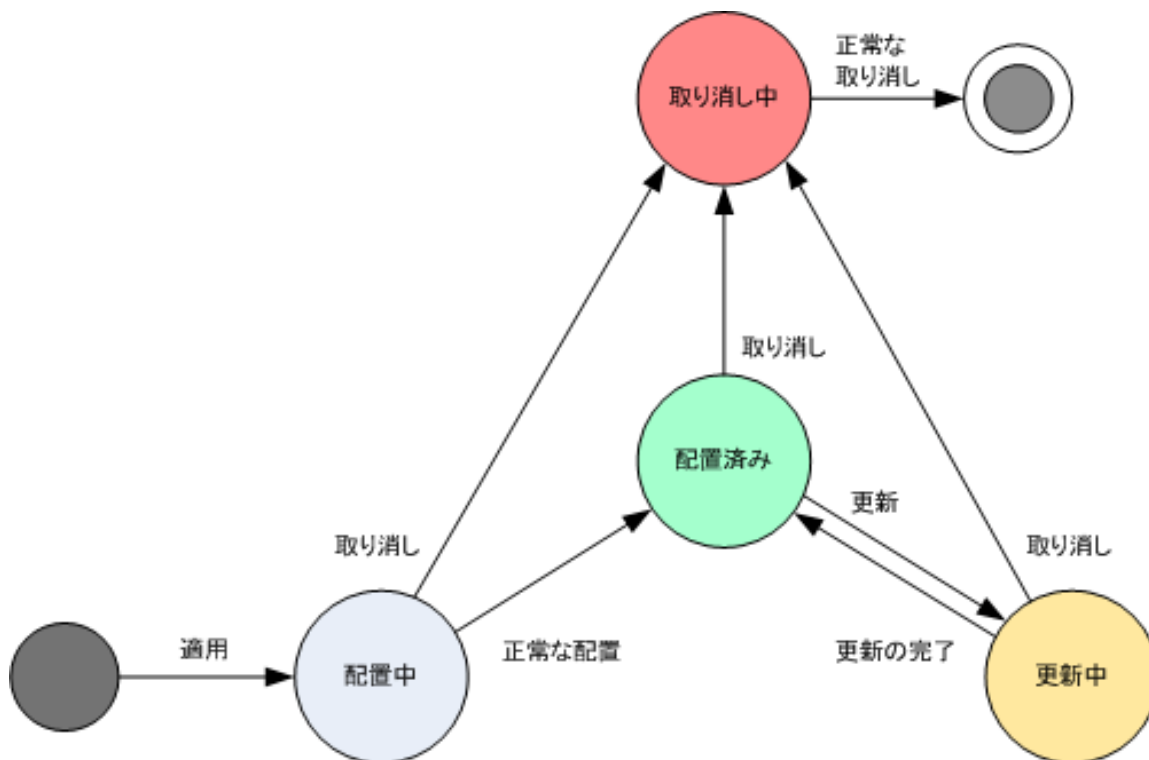 正常な
取り消し
取り消し中
取り消し
配置済み
更新
取り消し
取り消し
適用
正常な配置
更新の完了
配置中
更新中